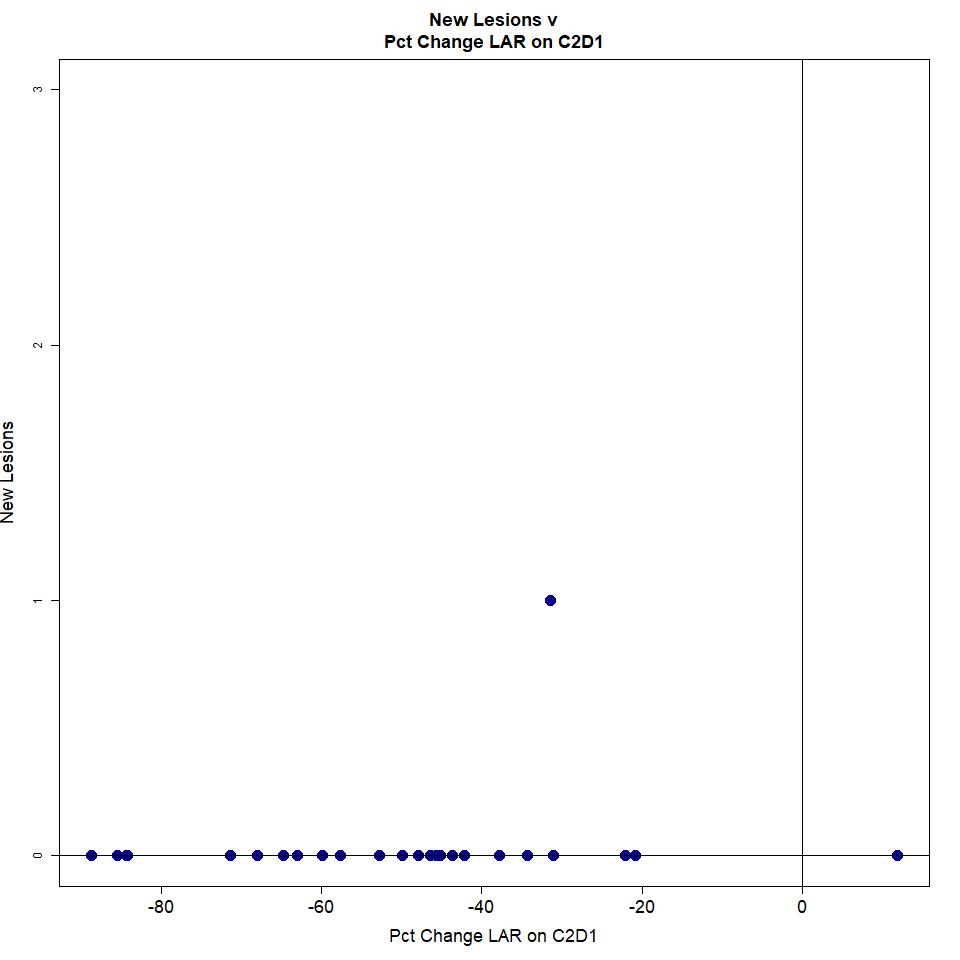 New Lesions v
Pct Change LAR on C2D1
3
2
1
0
New Lesions
-80 -60 -40 -20 0
Pct Change LAR on C2D1